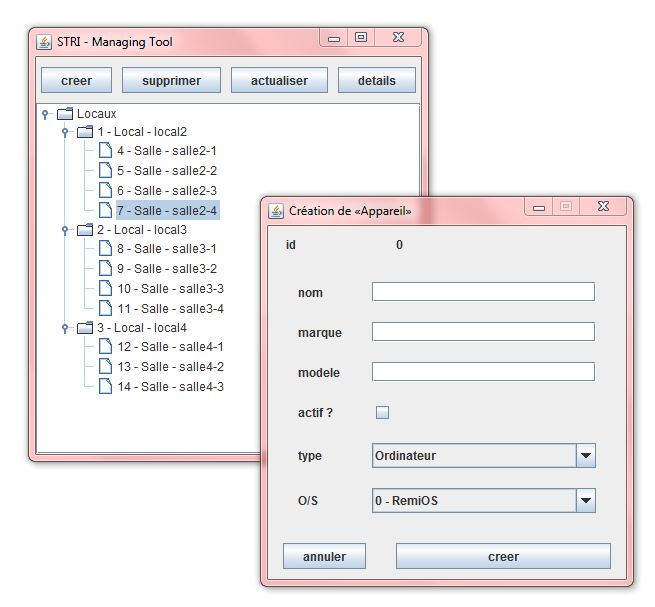 STRI - Managing Tool
creer supprimer actualiser details
Locaux
1 - Local - local2
4 - Salle - salle2-1
5 - Salle - salle2-2
6 - Salle - salle2-3
7 - Salle - salle2-4
2 - Local - local3
8 - Salle - salle3-1
9 - Salle - salle3-2
10 - Salle - salle3-3
11 - Salle - salle3-4
3 - Local - local4
12 - Salle - salle4-1
13 - Salle - salle4-2
14 - Salle - salle4-3
Création de «Appareil»
id 0
nom
marque
modele
actif ?
type Ordinateur
O/S 0 - RemiOS
annuler creer